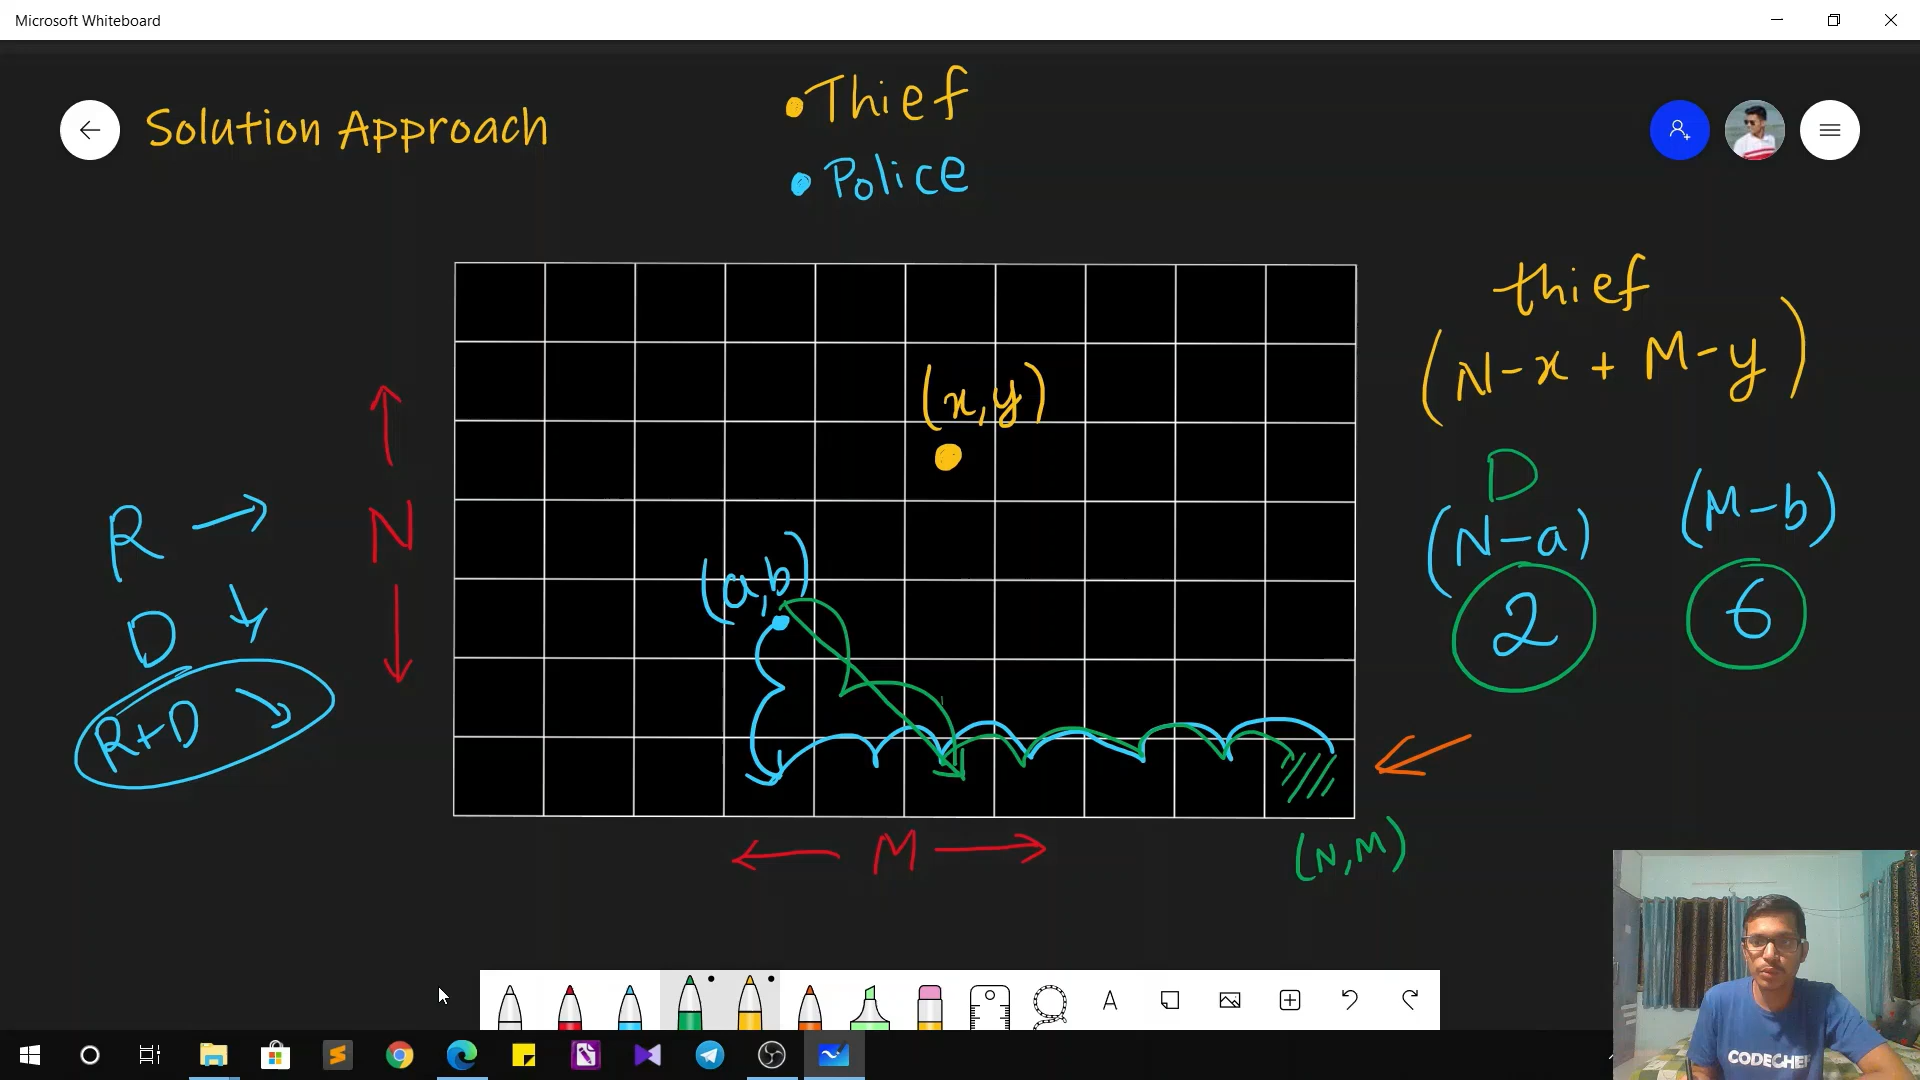 Microsoft Whiteboard
Solution Approach
Thief
Police
thief
(N-x + M-y)
(x,y)
D
(N-a) (M-b)
2 6
R
N
(a,b)
D
R+D
M
(N,M)
A
CODECHEF